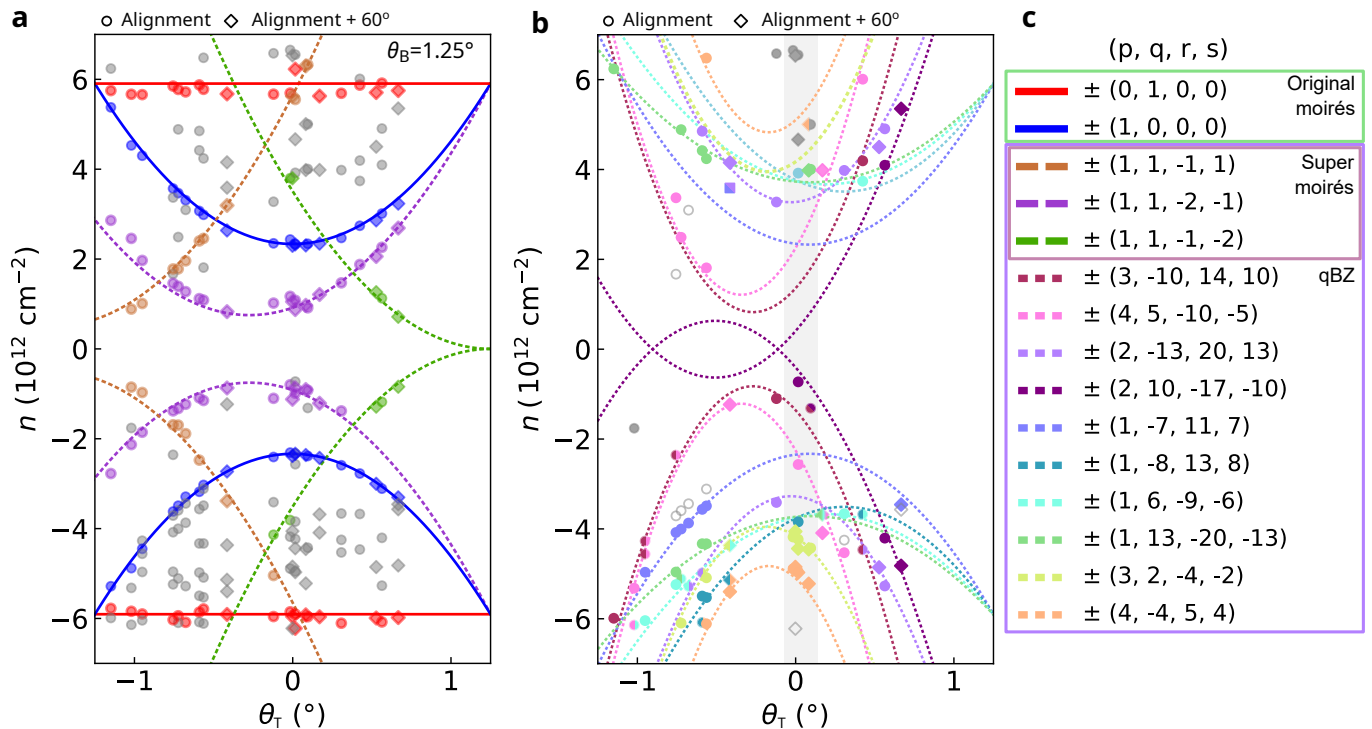 a
○ Alignment ◇ Alignment + 60°
θB=1.25°
6
4
2
0
−2
−4
−6
n (10^12 cm^−2)
−1 0 1
θT (°)
b
○ Alignment ◇ Alignment + 60°
6
4
2
0
−2
−4
−6
n (10^12 cm^−2)
−1 0 1
θT (°)
c
(p, q, r, s)
± (0, 1, 0, 0) Original
± (1, 0, 0, 0) moirés
± (1, 1, -1, 1) Super
± (1, 1, -2, -1) moirés
± (1, 1, -1, -2)
± (3, -10, 14, 10) qBZ
± (4, 5, -10, -5)
± (2, -13, 20, 13)
± (2, 10, -17, -10)
± (1, -7, 11, 7)
± (1, -8, 13, 8)
± (1, 6, -9, -6)
± (1, 13, -20, -13)
± (3, 2, -4, -2)
± (4, -4, 5, 4)